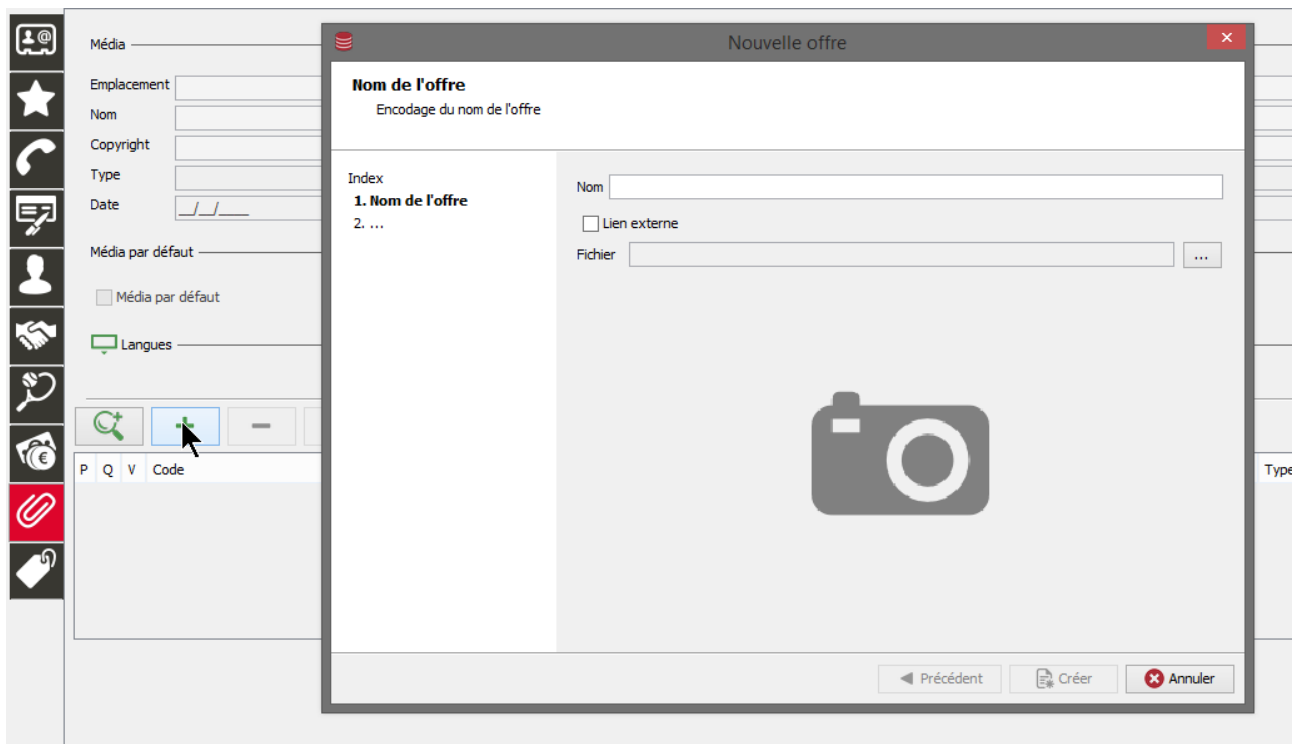 Média
Emplacement
Nom
Copyright
Type
Date
__/__/____
Média par défaut
Média par défaut
Langues
P Q V Code
Type
Nouvelle offre
Nom de l'offre
Encodage du nom de l'offre
Index
1. Nom de l'offre
2. ...
Nom
Lien externe
Fichier
...
Précédent
Créer
Annuler